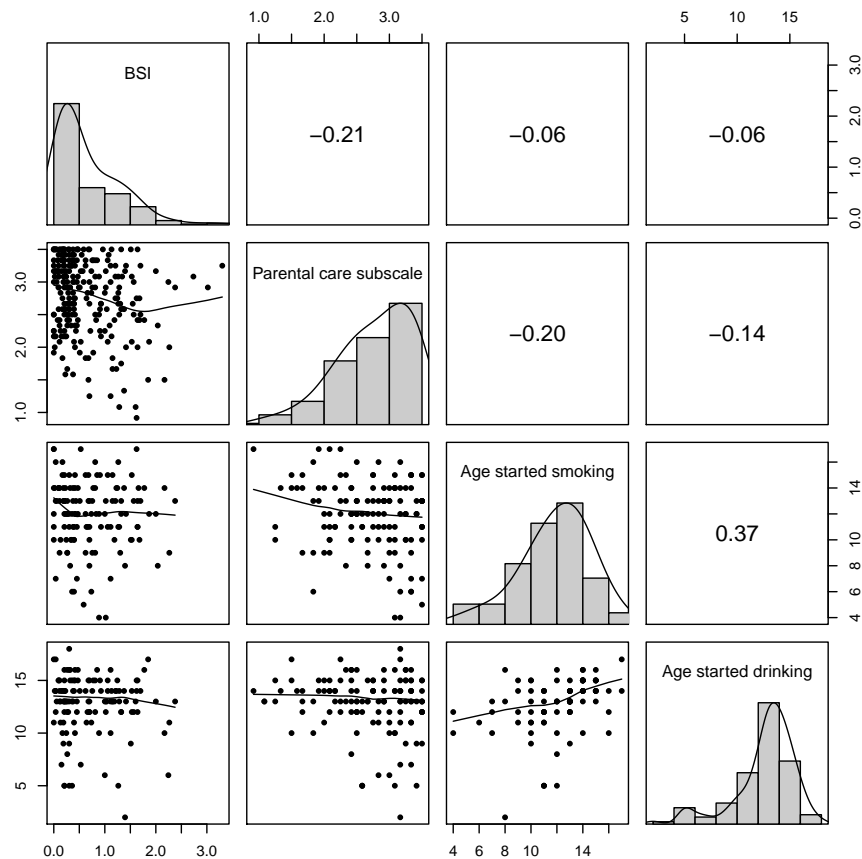 1.0 2.0 3.0
5 10 15
BSI
−0.21
−0.06
−0.06
0.0 1.0 2.0 3.0
1.0 2.0 3.0
Parental care subscale
−0.20
−0.14
Age started smoking
0.37
4 6 8 10 14
5 10 15
Age started drinking
0.0 1.0 2.0 3.0
4 6 8 10 14